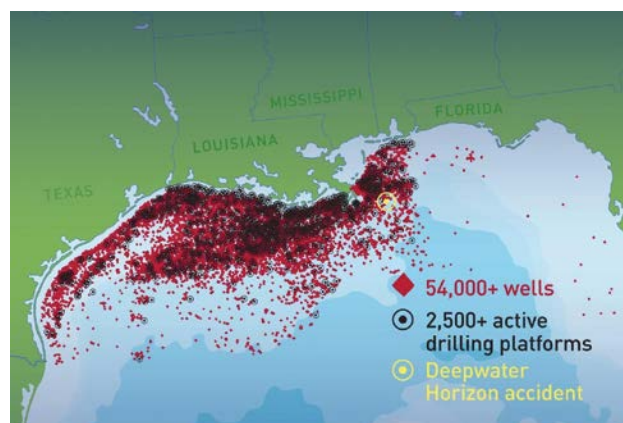 MISSISSIPPI
FLORIDA
LOUISIANA
TEXAS
54,000+ wells
2,500+ active
drilling platforms
Deepwater
Horizon accident